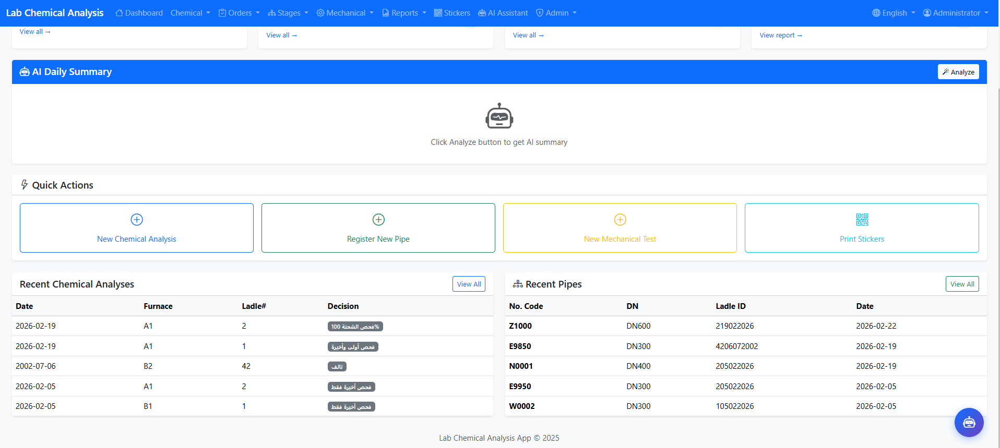 Lab Chemical Analysis Dashboard Chemical Orders Stages Mechanical Reports Stickers AI Assistant Admin English Administrator
View all → View all → View all → View report →
AI Daily Summary Analyze
Click Analyze button to get AI summary
Quick Actions
New Chemical Analysis Register New Pipe New Mechanical Test Print Stickers
Recent Chemical Analyses View All
Date Furnace Ladle# Decision
2026-02-19 A1 2 فحص الشحنة 100%
2026-02-19 A1 1 فحص أولى وأخيرة
2002-07-06 B2 42 تالف
2026-02-05 A1 2 فحص أخيرة فقط
2026-02-05 B1 1 فحص أخيرة فقط
Recent Pipes View All
No. Code DN Ladle ID Date
Z1000 DN600 219022026 2026-02-22
E9850 DN300 4206072002 2026-02-19
N0001 DN400 205022026 2026-02-19
E9950 DN300 205022026 2026-02-05
W0002 DN300 105022026 2026-02-05
Lab Chemical Analysis App © 2025